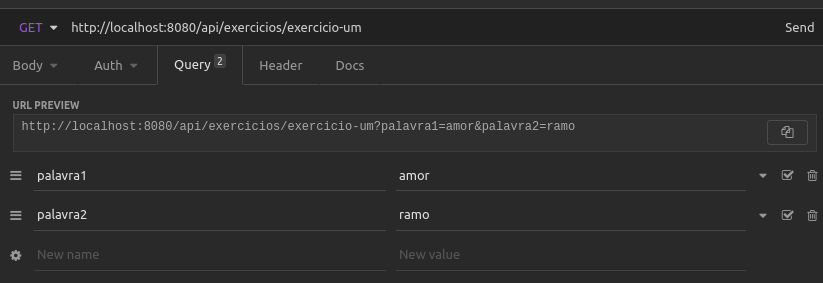 GET http://localhost:8080/api/exercicios/exercicio-um Send
Body Auth Query 2 Header Docs
URL PREVIEW
http://localhost:8080/api/exercicios/exercicio-um?palavra1=amor&palavra2=ramo
palavra1 amor
palavra2 ramo
New name New value